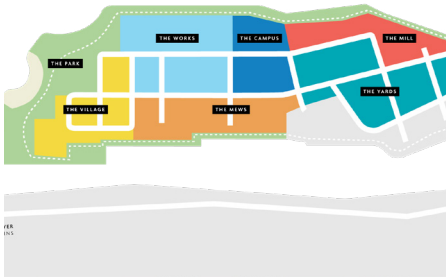 THE WORKS
THE CAMPUS
THE MILL
THE PARK
THE YARDS
THE VILLAGE
THE MEWS